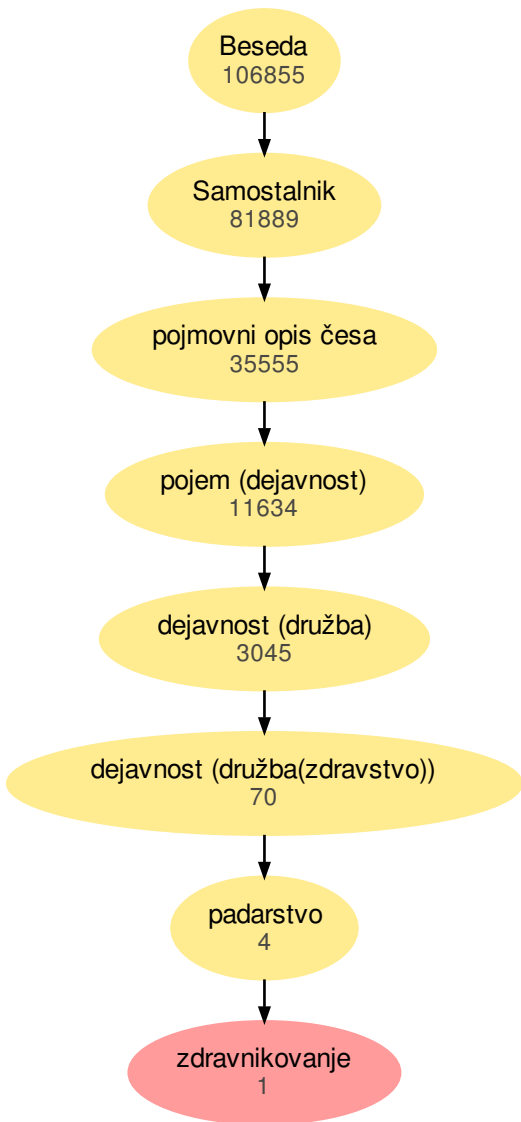 Beseda
106855
Samostalnik
81889
pojmovni opis česa
35555
pojem (dejavnost)
11634
dejavnost (družba)
3045
dejavnost (družba(zdravstvo))
70
padarstvo
4
zdravnikovanje
1